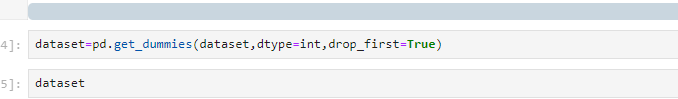 4]: dataset=pd.get_dummies(dataset,dtype=int,drop_first=True)
5]: dataset